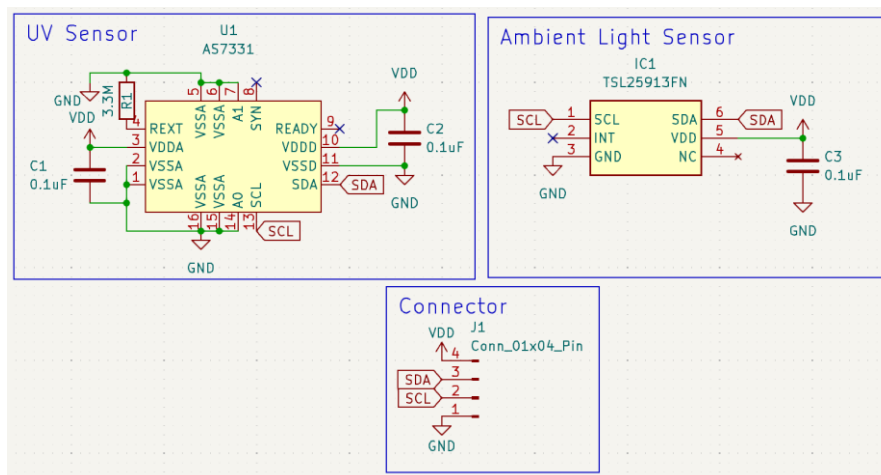 UV Sensor
U1
AS7331
GND
3.3M
R1
5
VSSA
6
VSSA
7
A1
8
SYN
VDD
4
REXT
3
VDDA
2
VSSA
1
VSSA
C1
0.1uF
READY
9
VDDD
10
VSSD
11
SDA
12
SDA
VDD
C2
0.1uF
GND
16
VSSA
15
VSSA
14
A0
13
SCL
SCL
GND
Ambient Light Sensor
IC1
TSL25913FN
SCL
1
SCL
2
INT
3
GND
GND
SDA
6
SDA
VDD
5
NC
4
VDD
C3
0.1uF
GND
Connector
J1
Conn_01x04_Pin
VDD
4
SDA
3
SCL
2
1
GND